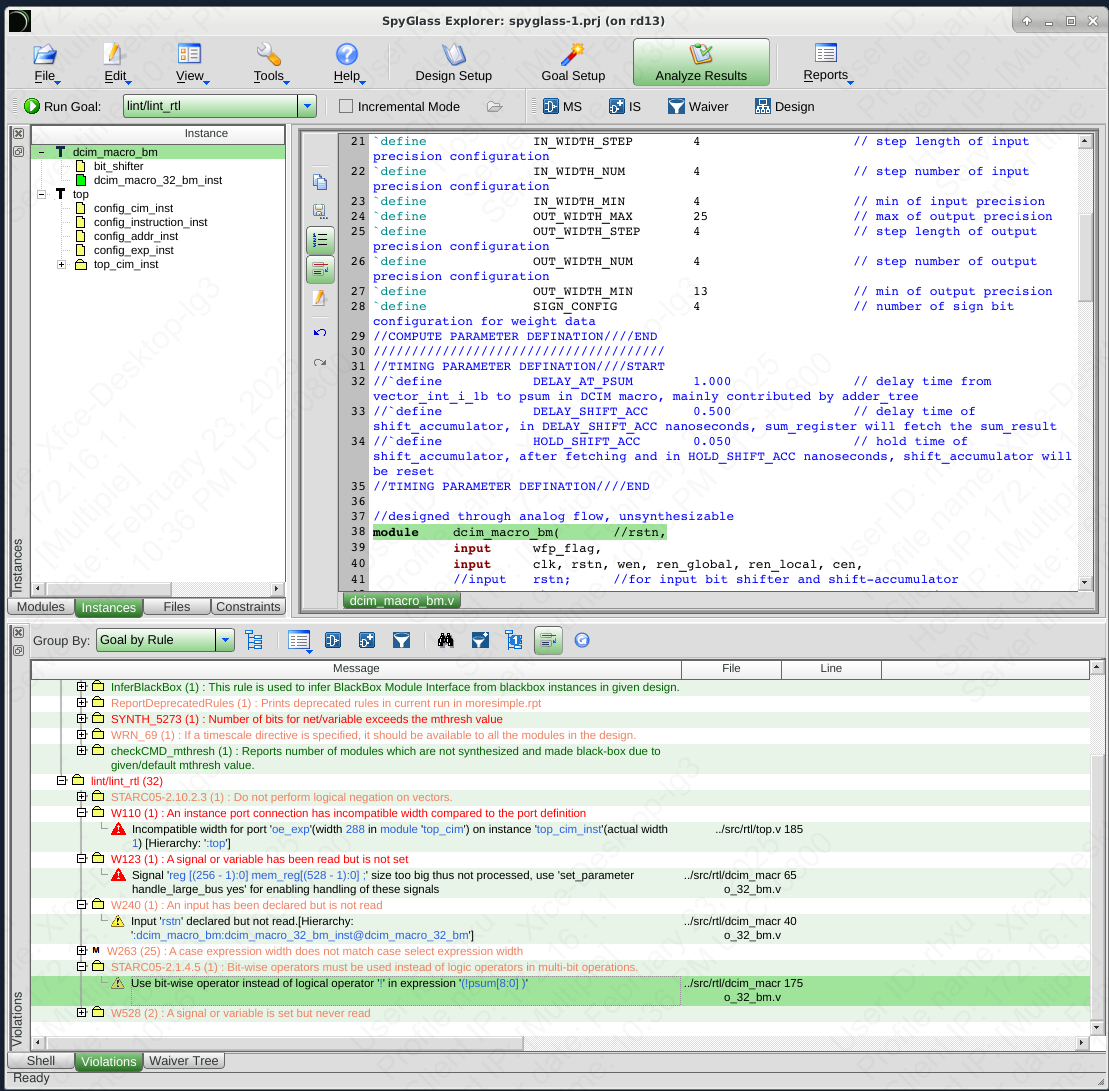 SpyGlass Explorer: spyglass-1.prj (on rd13)
File
Edit
View
Tools
Help
Design Setup
Goal Setup
Analyze Results
Reports
Run Goal:
lint/lint_rtl
Incremental Mode
MS
IS
Waiver
Design
Instance
dcim_macro_bm
bit_shifter
dcim_macro_32_bm_inst
top
config_cim_inst
config_instruction_inst
config_addr_inst
config_exp_inst
top_cim_inst
Instances
Modules
Instances
Files
Constraints
21 `define IN_WIDTH_STEP 4 // step length of input
precision configuration
22 `define IN_WIDTH_NUM 4 // step number of input
precision configuration
23 `define IN_WIDTH_MIN 4 // min of input precision
24 `define OUT_WIDTH_MAX 25 // max of output precision
25 `define OUT_WIDTH_STEP 4 // step length of output
precision configuration
26 `define OUT_WIDTH_NUM 4 // step number of output
precision configuration
27 `define OUT_WIDTH_MIN 13 // min of output precision
28 `define SIGN_CONFIG 4 // number of sign bit
configuration for weight data
29 //COMPUTE PARAMETER DEFINATION////END
30 //////////////////////////////////////
31 //TIMING PARAMETER DEFINATION////START
32 //`define DELAY_AT_PSUM 1.000 // delay time from
vector_int_i_1b to psum in DCIM macro, mainly contributed by adder_tree
33 //`define DELAY_SHIFT_ACC 0.500 // delay time of
shift_accumulator, in DELAY_SHIFT_ACC nanoseconds, sum_register will fetch the sum_result
34 //`define HOLD_SHIFT_ACC 0.050 // hold time of
shift_accumulator, after fetching and in HOLD_SHIFT_ACC nanoseconds, shift_accumulator will
be reset
35 //TIMING PARAMETER DEFINATION////END
36
37 //designed through analog flow, unsynthesizable
38 module dcim_macro_bm( //rstn,
39 input wfp_flag,
40 input clk, rstn, wen, ren_global, ren_local, cen,
41 //input rstn; //for input bit shifter and shift-accumulator
dcim_macro_bm.v
Group By:
Goal by Rule
Message
File
Line
InferBlackBox (1) : This rule is used to infer BlackBox Module Interface from blackbox instances in given design.
ReportDeprecatedRules (1) : Prints deprecated rules in current run in moresimple.rpt
SYNTH_5273 (1) : Number of bits for net/variable exceeds the mthresh value
WRN_69 (1) : If a timescale directive is specified, it should be available to all the modules in the design.
checkCMD_mthresh (1) : Reports number of modules which are not synthesized and made black-box due to
given/default mthresh value.
lint/lint_rtl (32)
STARC05-2.10.2.3 (1) : Do not perform logical negation on vectors.
W110 (1) : An instance port connection has incompatible width compared to the port definition
Incompatible width for port 'oe_exp'(width 288 in module 'top_cim') on instance 'top_cim_inst'(actual width ../src/rtl/top.v 185
1) [Hierarchy: ':top']
W123 (1) : A signal or variable has been read but is not set
Signal 'reg [(256 - 1):0] mem_reg[(528 - 1):0] ;' size too big thus not processed, use 'set_parameter ../src/rtl/dcim_macr 65
handle_large_bus yes' for enabling handling of these signals o_32_bm.v
W240 (1) : An input has been declared but is not read
Input 'rstn' declared but not read.[Hierarchy: ../src/rtl/dcim_macr 40
':dcim_macro_bm:dcim_macro_32_bm_inst@dcim_macro_32_bm'] o_32_bm.v
M W263 (25) : A case expression width does not match case select expression width
STARC05-2.1.4.5 (1) : Bit-wise operators must be used instead of logic operators in multi-bit operations.
Use bit-wise operator instead of logical operator '!' in expression '(!psum[8:0] )' ../src/rtl/dcim_macr 175
o_32_bm.v
W528 (2) : A signal or variable is set but never read
Violations
Shell
Violations
Waiver Tree
Ready